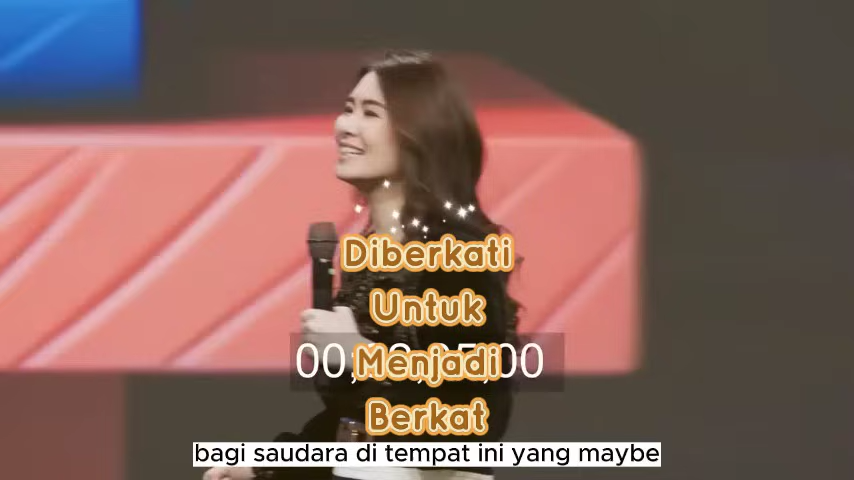 Diberkati
Untuk
Menjadi
Berkat
bagi saudara di tempat ini yang maybe